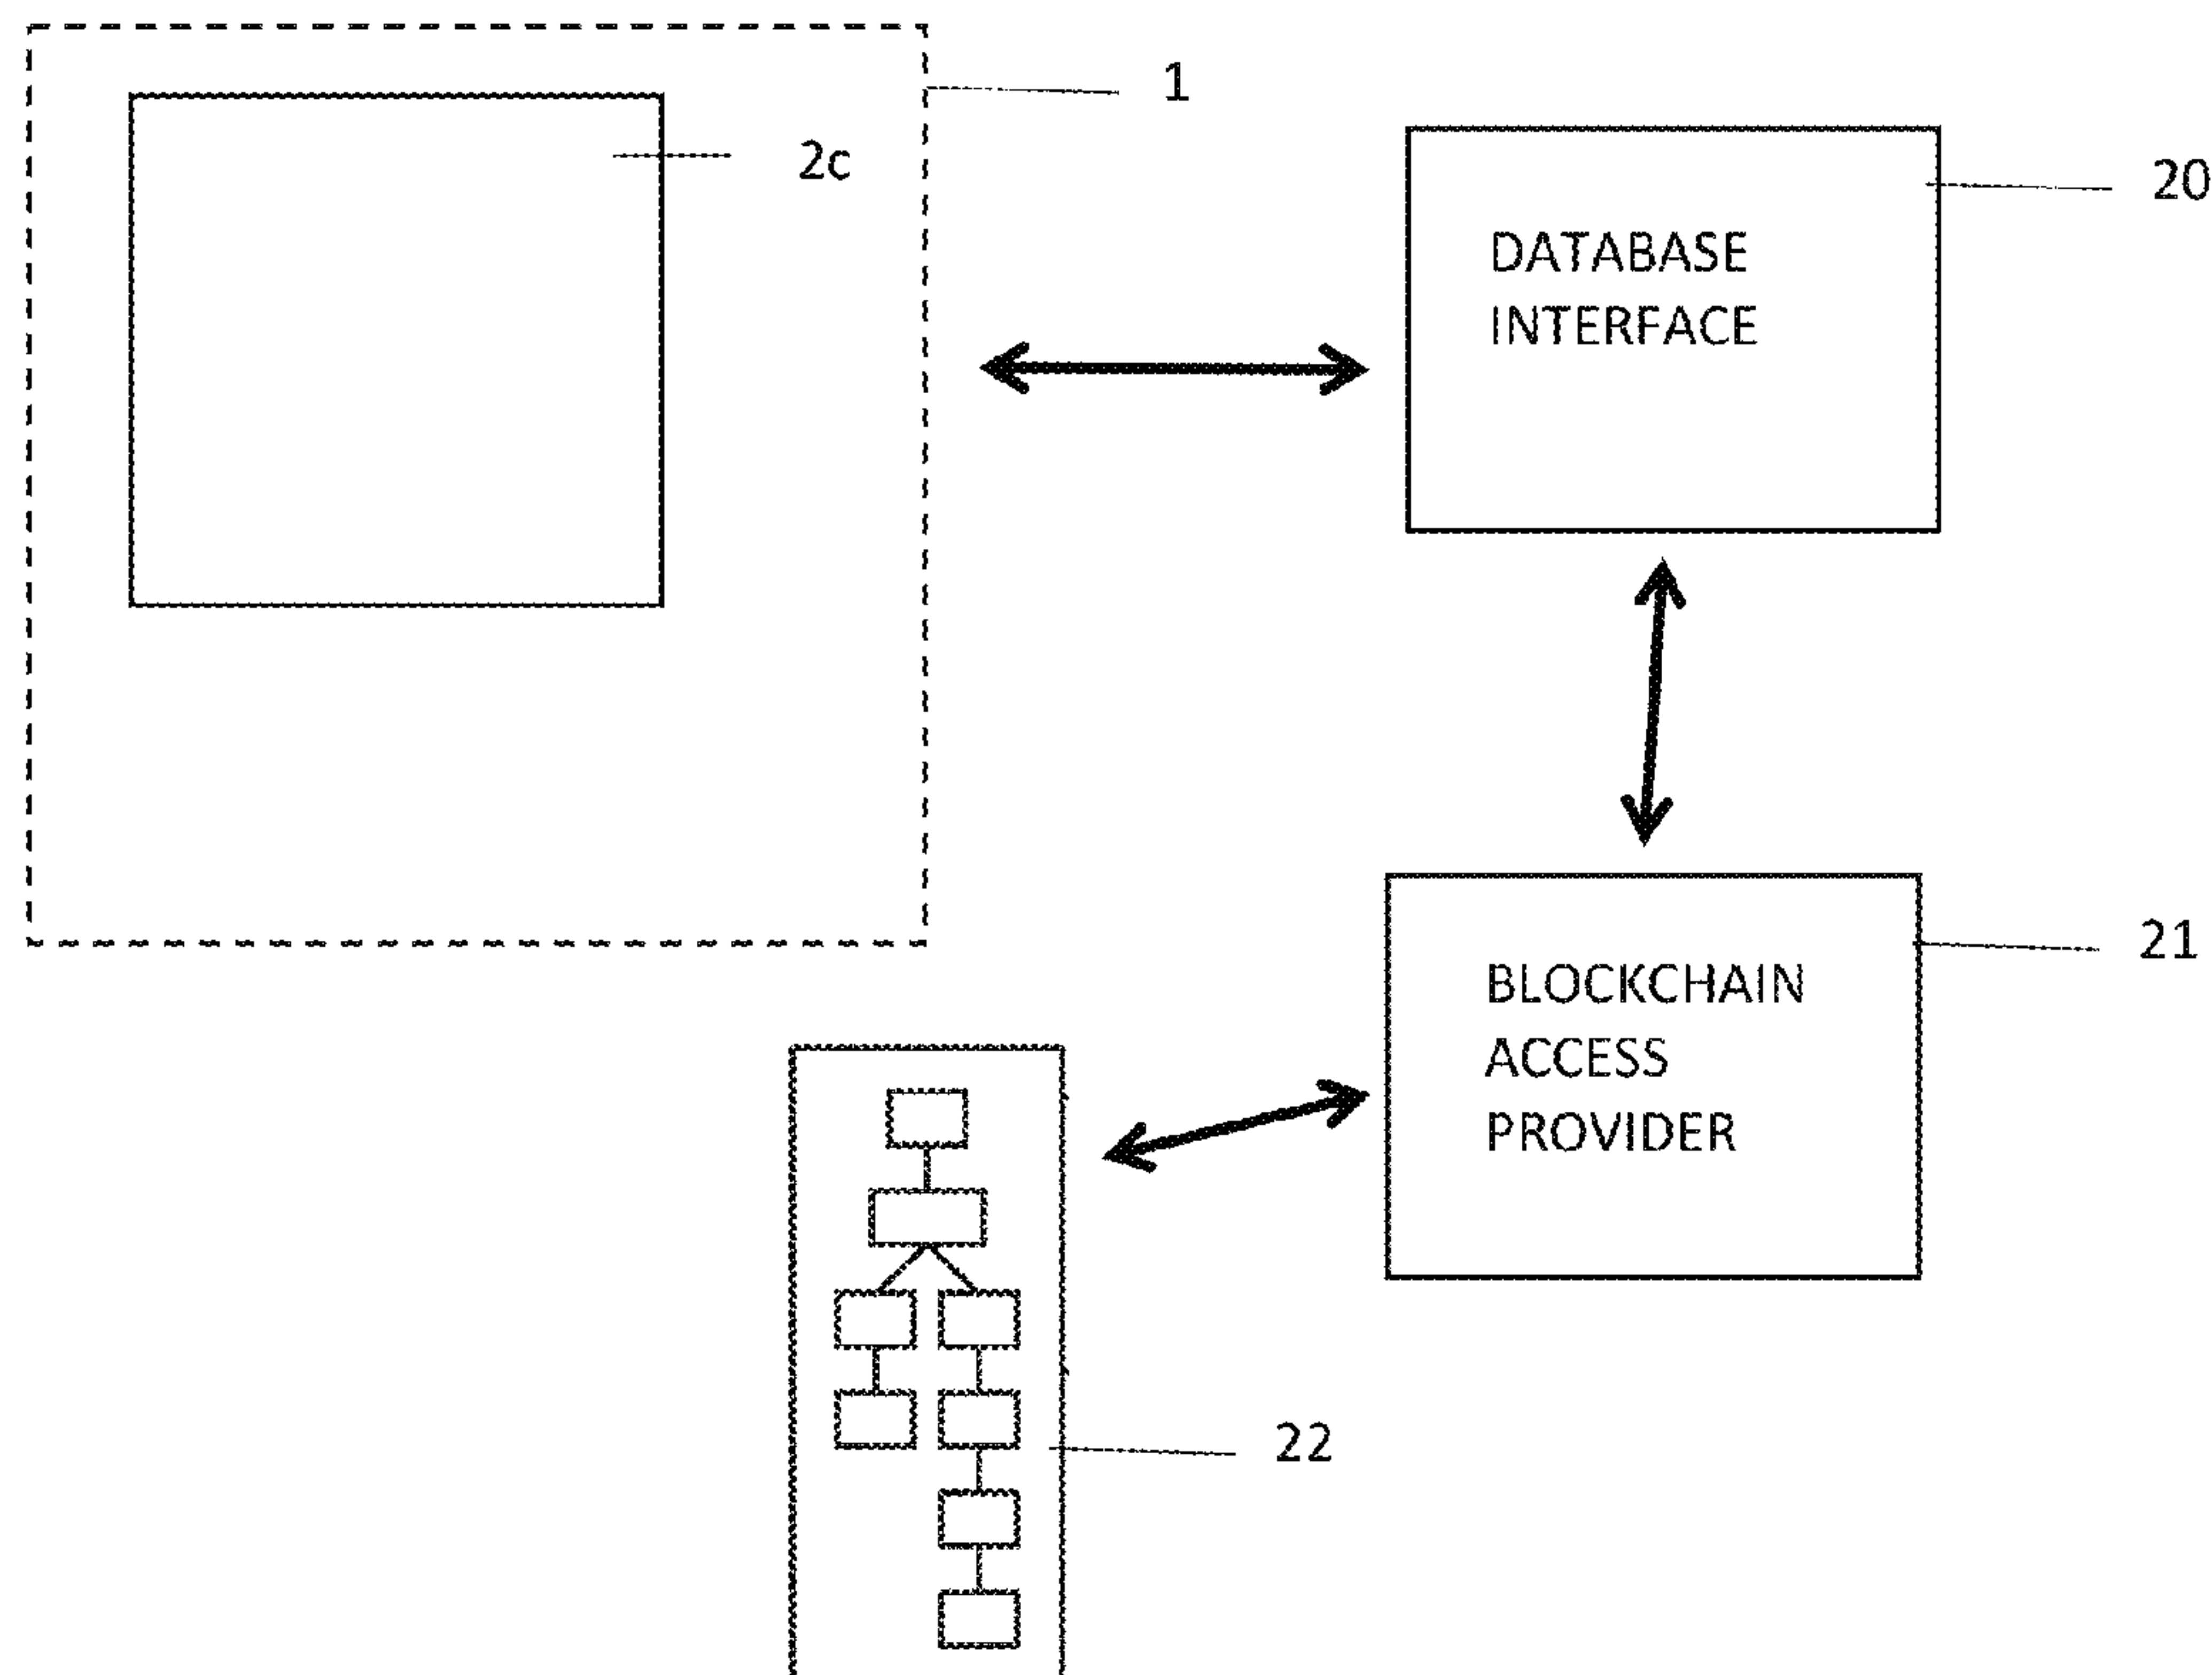 1
2c
20
DATABASE
INTERFACE
21
BLOCKCHAIN
ACCESS
PROVIDER
22